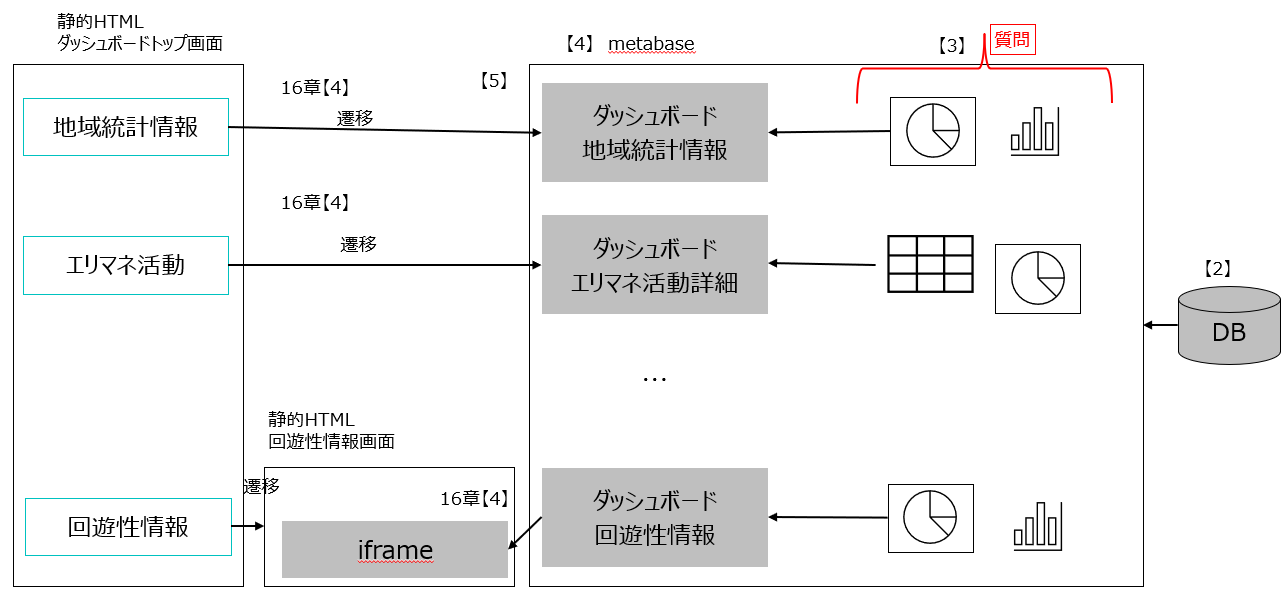 静的HTML
ダッシュボードトップ画面
【4】 metabase
【3】
質問
16章【4】
【5】
遷移
地域統計情報
ダッシュボード
地域統計情報
16章【4】
遷移
エリマネ活動
ダッシュボード
エリマネ活動詳細
【2】
DB
…
静的HTML
回遊性情報画面
遷移
16章【4】
回遊性情報
iframe
ダッシュボード
回遊性情報